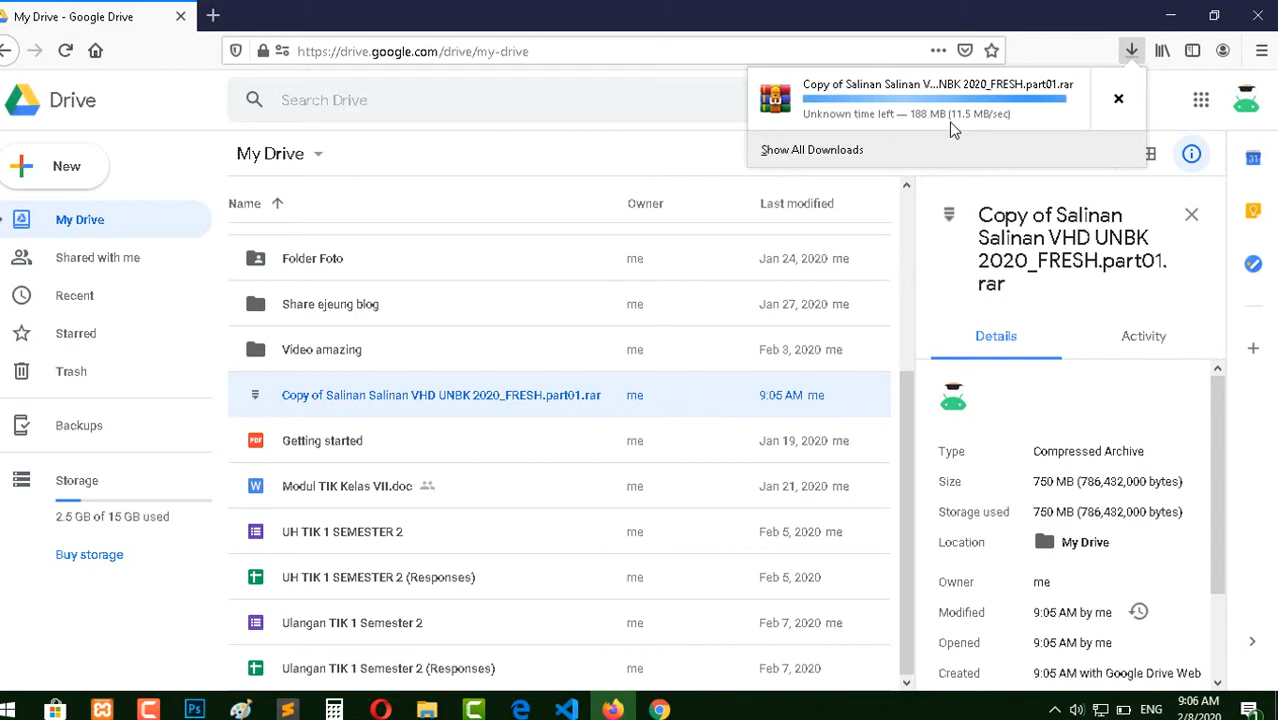 My Drive - Google Drive
https://drive.google.com/drive/my-drive
Drive
Search Drive
Copy of Salinan Salinan V...NBK 2020_FRESH.part01.rar
Unknown time left — 188 MB (11.5 MB/sec)
Show All Downloads
New
My Drive
Shared with me
Recent
Starred
Trash
Backups
Storage
2.5 GB of 15 GB used
Buy storage
My Drive
Name
Owner
Last modified
Folder Foto
me
Jan 24, 2020 me
Share ejeung blog
me
Jan 27, 2020 me
Video amazing
me
Feb 3, 2020 me
Copy of Salinan Salinan VHD UNBK 2020_FRESH.part01.rar
me
9:05 AM me
PDF
Getting started
me
Jan 19, 2020 me
W
Modul TIK Kelas VII.doc
me
Jan 21, 2020 me
UH TIK 1 SEMESTER 2
me
Feb 5, 2020 me
UH TIK 1 SEMESTER 2 (Responses)
me
Feb 5, 2020
Ulangan TIK 1 Semester 2
me
Feb 7, 2020 me
Ulangan TIK 1 Semester 2 (Responses)
me
Feb 7, 2020
Copy of Salinan
Salinan VHD UNBK
2020_FRESH.part01.
rar
Details
Activity
Type
Compressed Archive
Size
750 MB (786,432,000 bytes)
Storage used
750 MB (786,432,000 bytes)
Location
My Drive
Owner
me
Modified
9:05 AM by me
Opened
9:05 AM by me
Created
9:05 AM with Google Drive Web
31
Ps
ENG
9:06 AM
2/8/2020
1